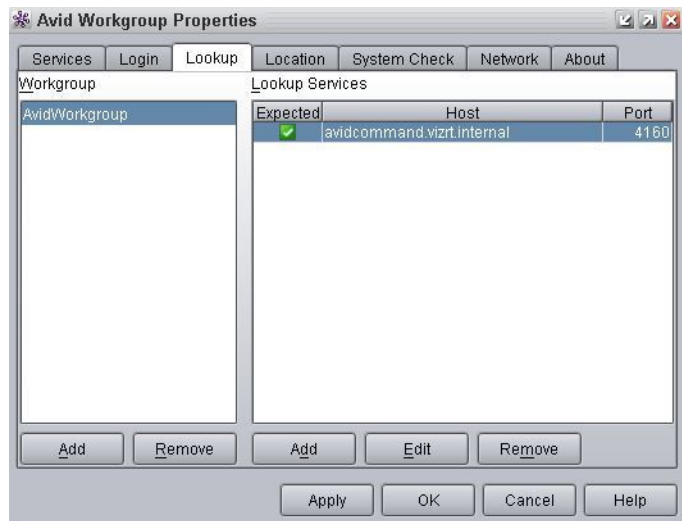 Avid Workgroup Properties
Services Login Lookup Location System Check Network About
Workgroup Lookup Services
AvidWorkgroup
Expected Host Port
avidcommand.vizrt.internal 4160
Add Remove Add Edit Remove
Apply OK Cancel Help